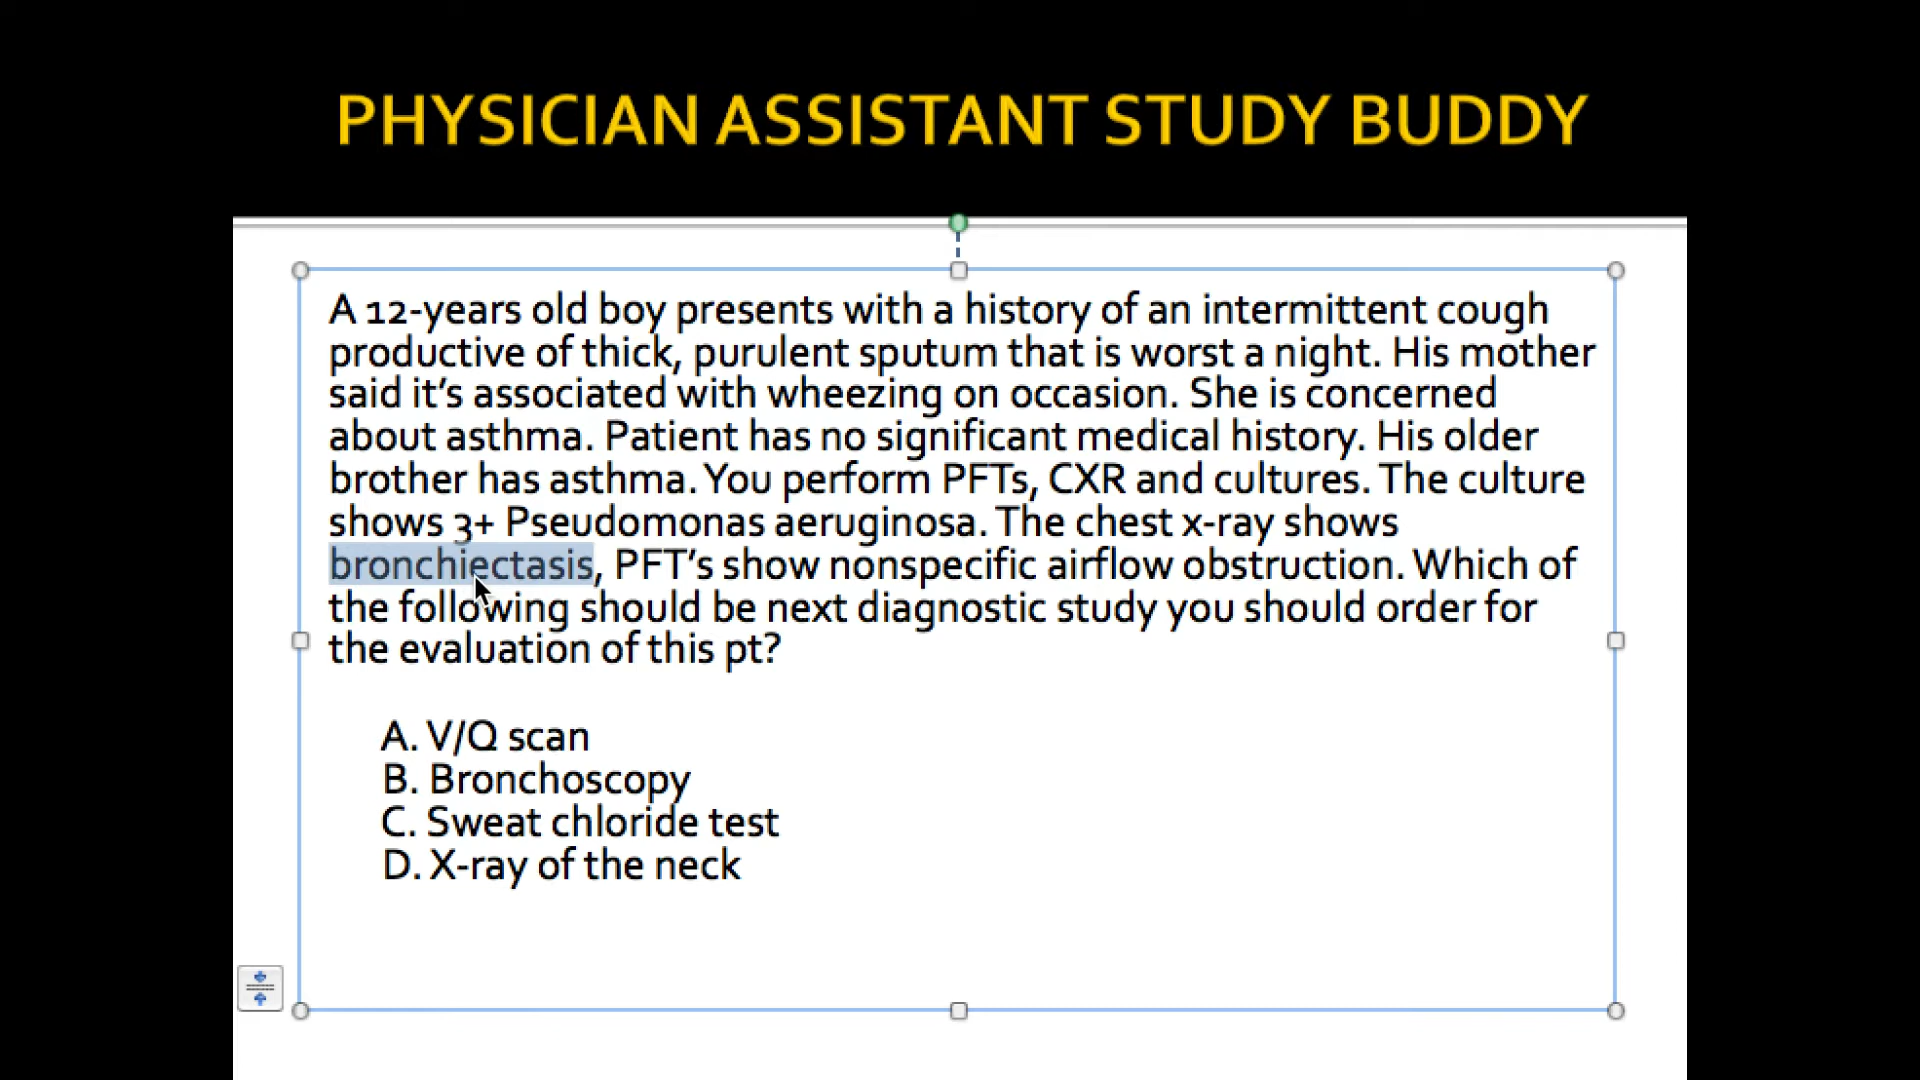 PHYSICIAN ASSISTANT STUDY BUDDY
A 12-years old boy presents with a history of an intermittent cough
productive of thick, purulent sputum that is worst a night. His mother
said it’s associated with wheezing on occasion. She is concerned
about asthma. Patient has no significant medical history. His older
brother has asthma. You perform PFTs, CXR and cultures. The culture
shows 3+ Pseudomonas aeruginosa. The chest x-ray shows
bronchiectasis, PFT’s show nonspecific airflow obstruction. Which of
the following should be next diagnostic study you should order for
the evaluation of this pt?
A. V/Q scan
B. Bronchoscopy
C. Sweat chloride test
D. X-ray of the neck